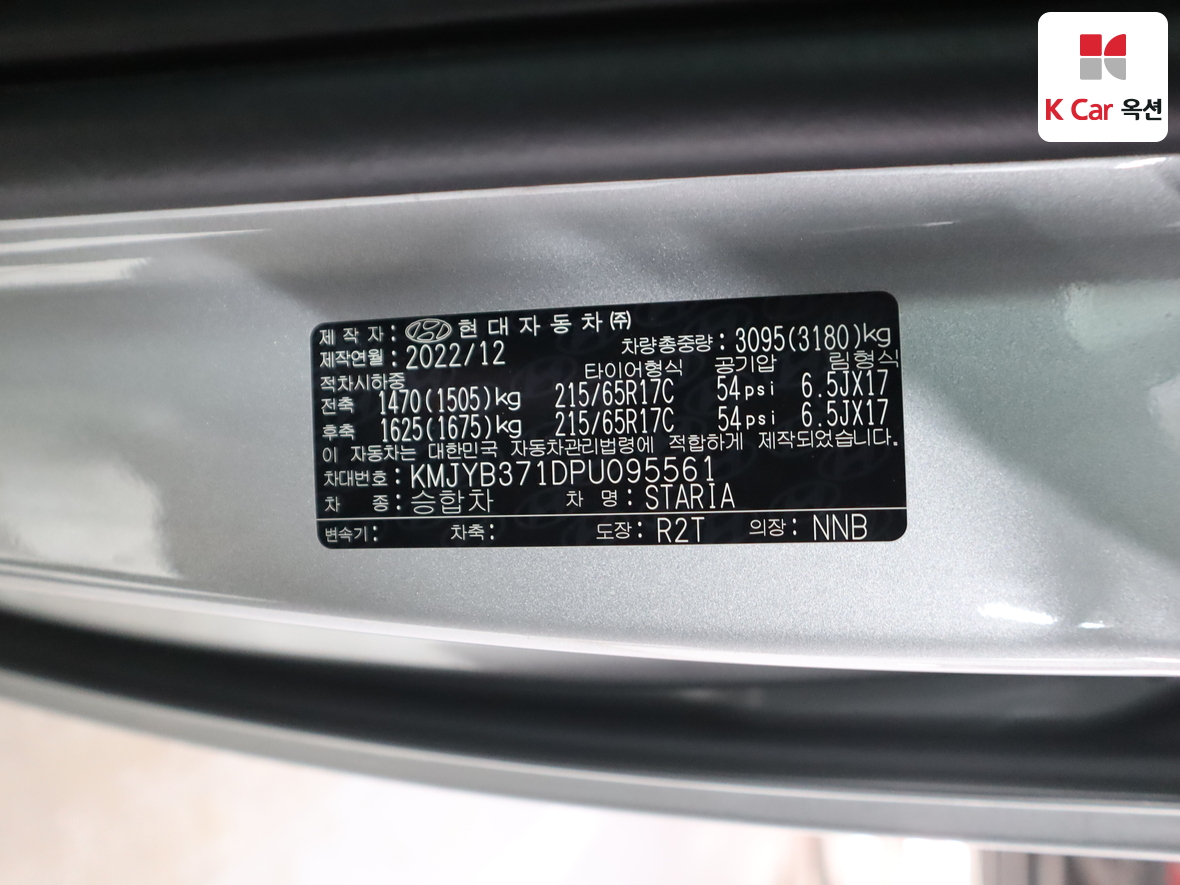 K Car 옥션
제 작 자 : 현 대 자 동 차 ㈜
제작연월 : 2022/12 차량총중량 : 3095(3180)kg
적차시하중 타이어형식 공기압 림형식
전축 1470(1505)kg 215/65R17C 54psi 6.5JX17
후축 1625(1675)kg 215/65R17C 54psi 6.5JX17
이 자동차는 대한민국 자동차관리법령에 적합하게 제작되었습니다.
차대번호 : KMJYB371DPU095561
차 종 : 승합차 차 명 : STARIA
변속기 : 차축 : 도장 : R2T 의장 : NNB